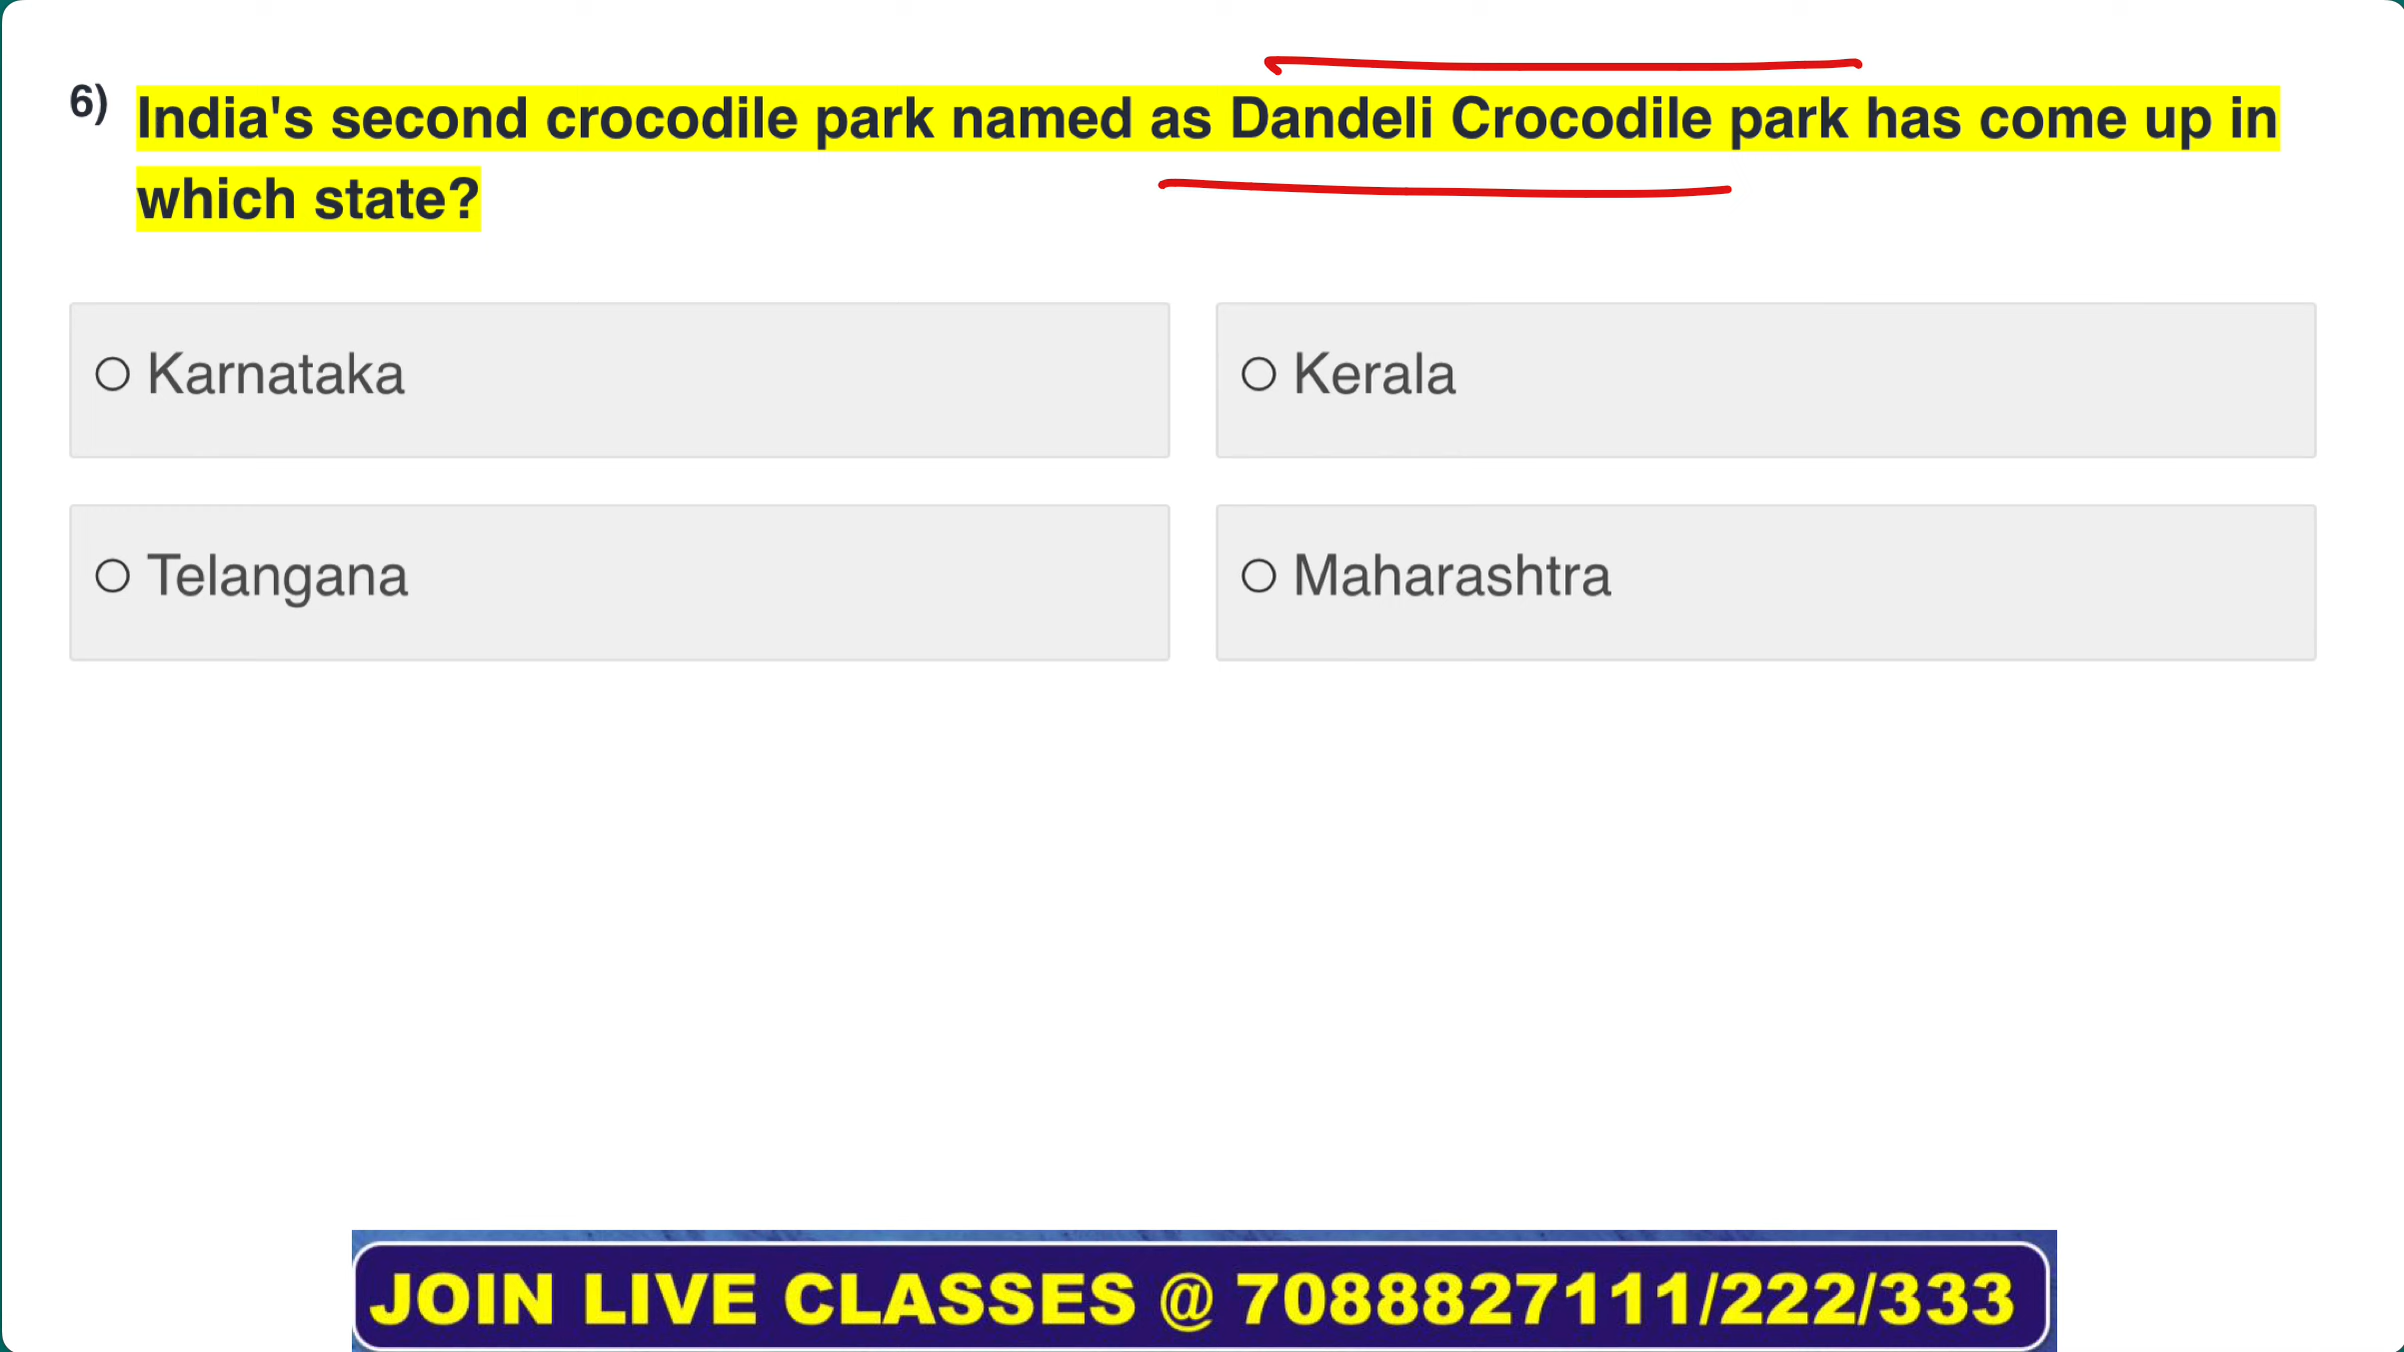 6) India's second crocodile park named as Dandeli Crocodile park has come up in
which state?
Karnataka
Kerala
Telangana
Maharashtra
JOIN LIVE CLASSES @ 7088827111/222/333